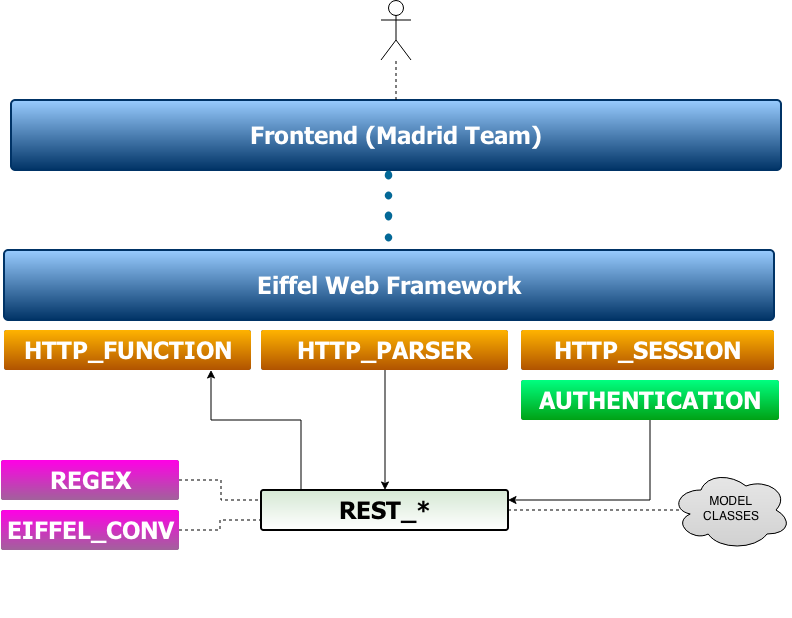 Frontend (Madrid Team)
Eiffel Web Framework
HTTP_FUNCTION
HTTP_PARSER
HTTP_SESSION
AUTHENTICATION
REGEX
EIFFEL_CONV
REST_*
MODEL
CLASSES